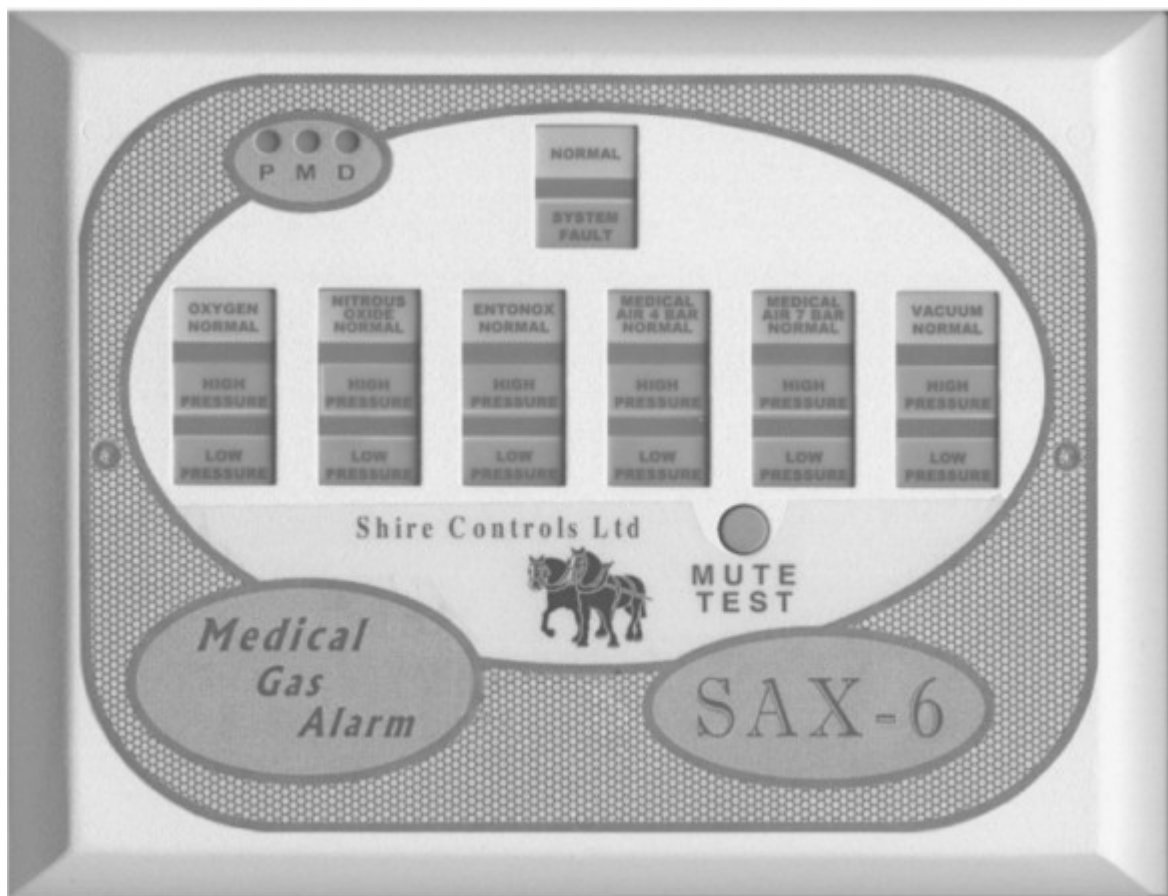 P M D
NORMAL
SYSTEM
FAULT
OXYGEN
NORMAL
HIGH
PRESSURE
LOW
PRESSURE
NITROUS
OXIDE
NORMAL
HIGH
PRESSURE
LOW
PRESSURE
ENTONOX
NORMAL
HIGH
PRESSURE
LOW
PRESSURE
MEDICAL
AIR 4 BAR
NORMAL
HIGH
PRESSURE
LOW
PRESSURE
MEDICAL
AIR 7 BAR
NORMAL
HIGH
PRESSURE
LOW
PRESSURE
VACUUM
NORMAL
HIGH
PRESSURE
LOW
PRESSURE
Shire Controls Ltd
MUTE
TEST
Medical
Gas
Alarm
SAX-6